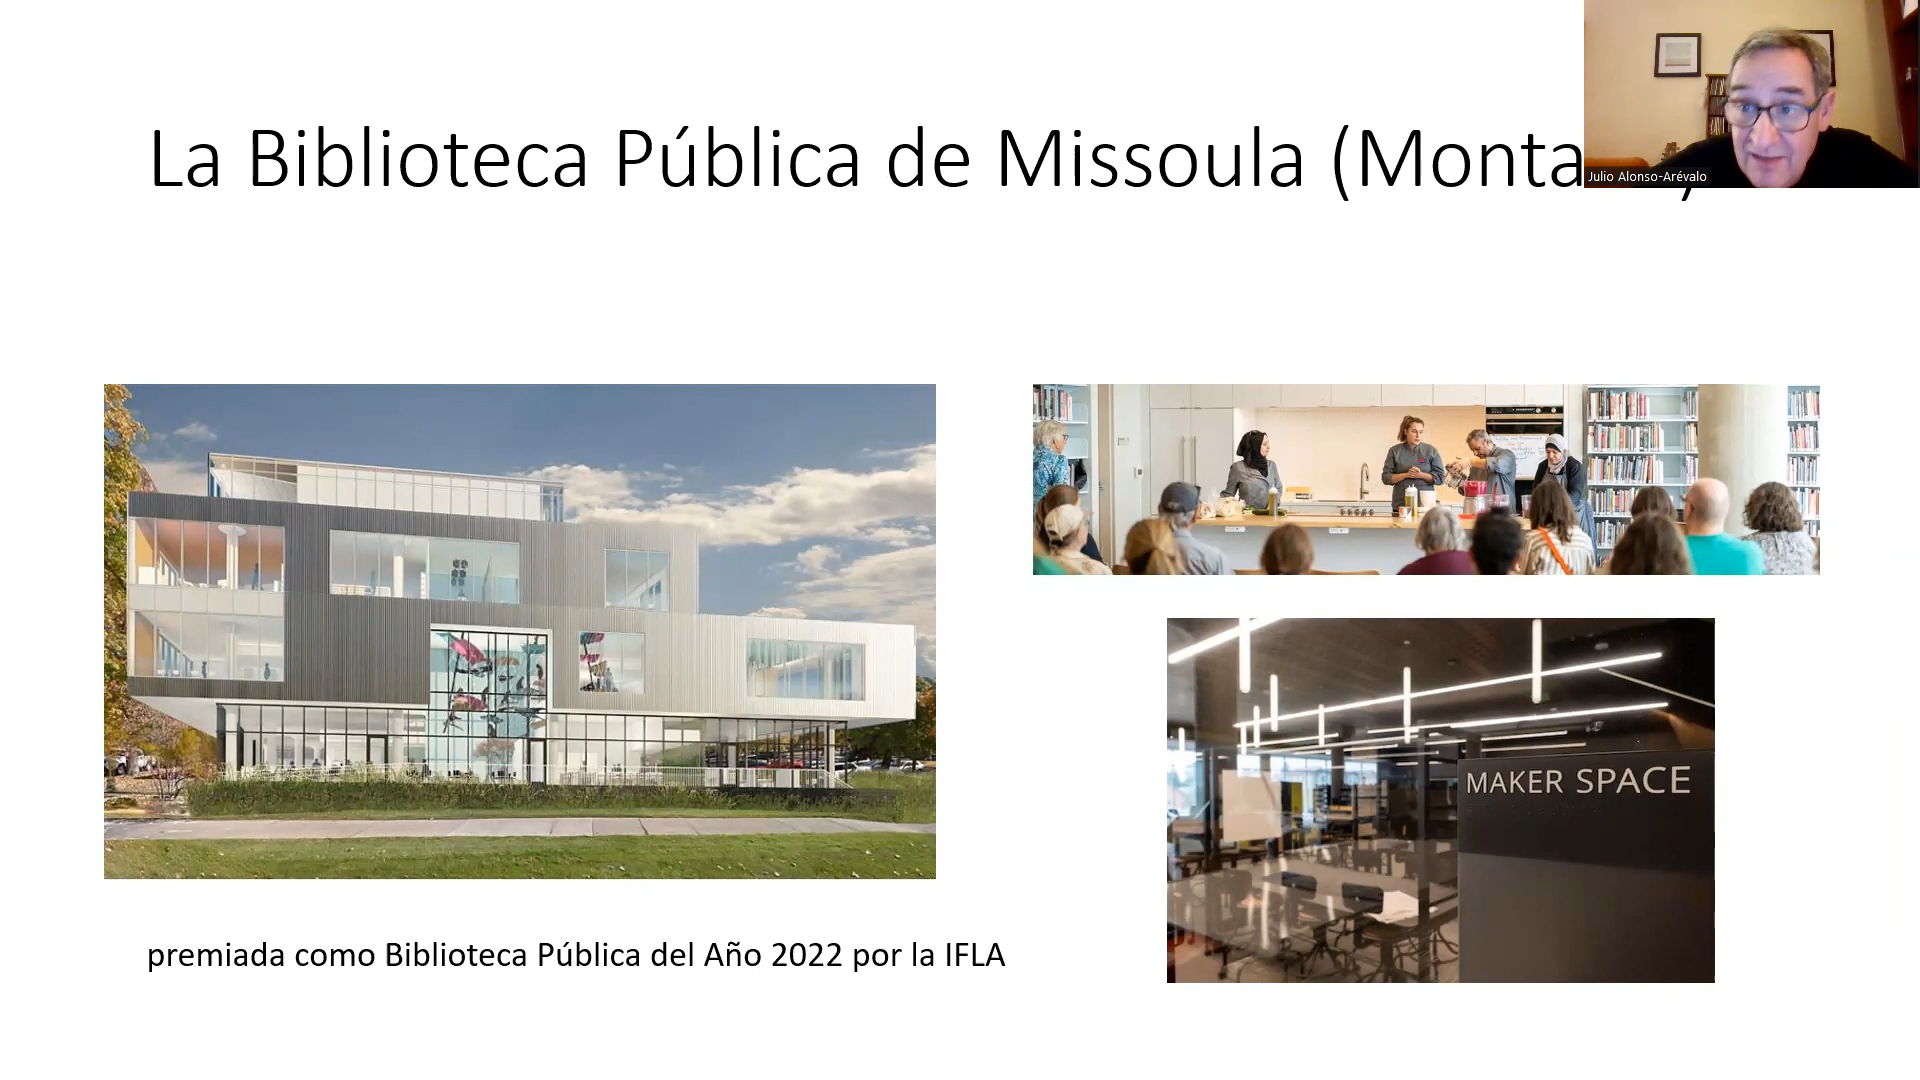 La Biblioteca Pública de Missoula (Monta
Julio Alonso-Arévalo
MAKER SPACE
premiada como Biblioteca Pública del Año 2022 por la IFLA